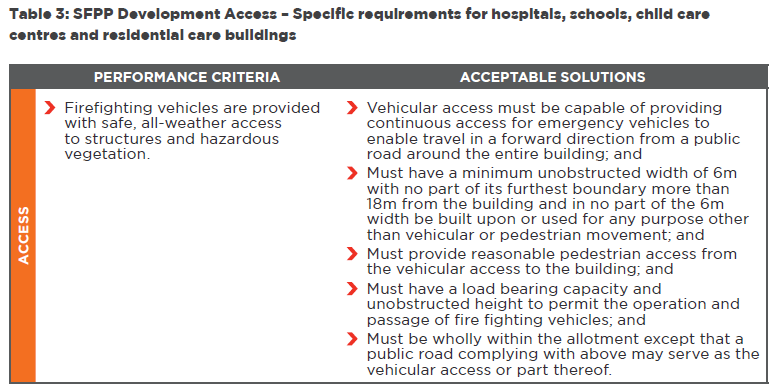 Table 3: SFPP Development Access – Specific requirements for hospitals, schools, child care
centres and residential care buildings
PERFORMANCE CRITERIA
ACCEPTABLE SOLUTIONS
ACCESS
Firefighting vehicles are provided
with safe, all-weather access
to structures and hazardous
vegetation.
Vehicular access must be capable of providing
continuous access for emergency vehicles to
enable travel in a forward direction from a public
road around the entire building; and
Must have a minimum unobstructed width of 6m
with no part of its furthest boundary more than
18m from the building and in no part of the 6m
width be built upon or used for any purpose other
than vehicular or pedestrian movement; and
Must provide reasonable pedestrian access from
the vehicular access to the building; and
Must have a load bearing capacity and
unobstructed height to permit the operation and
passage of fire fighting vehicles; and
Must be wholly within the allotment except that a
public road complying with above may serve as the
vehicular access or part thereof.